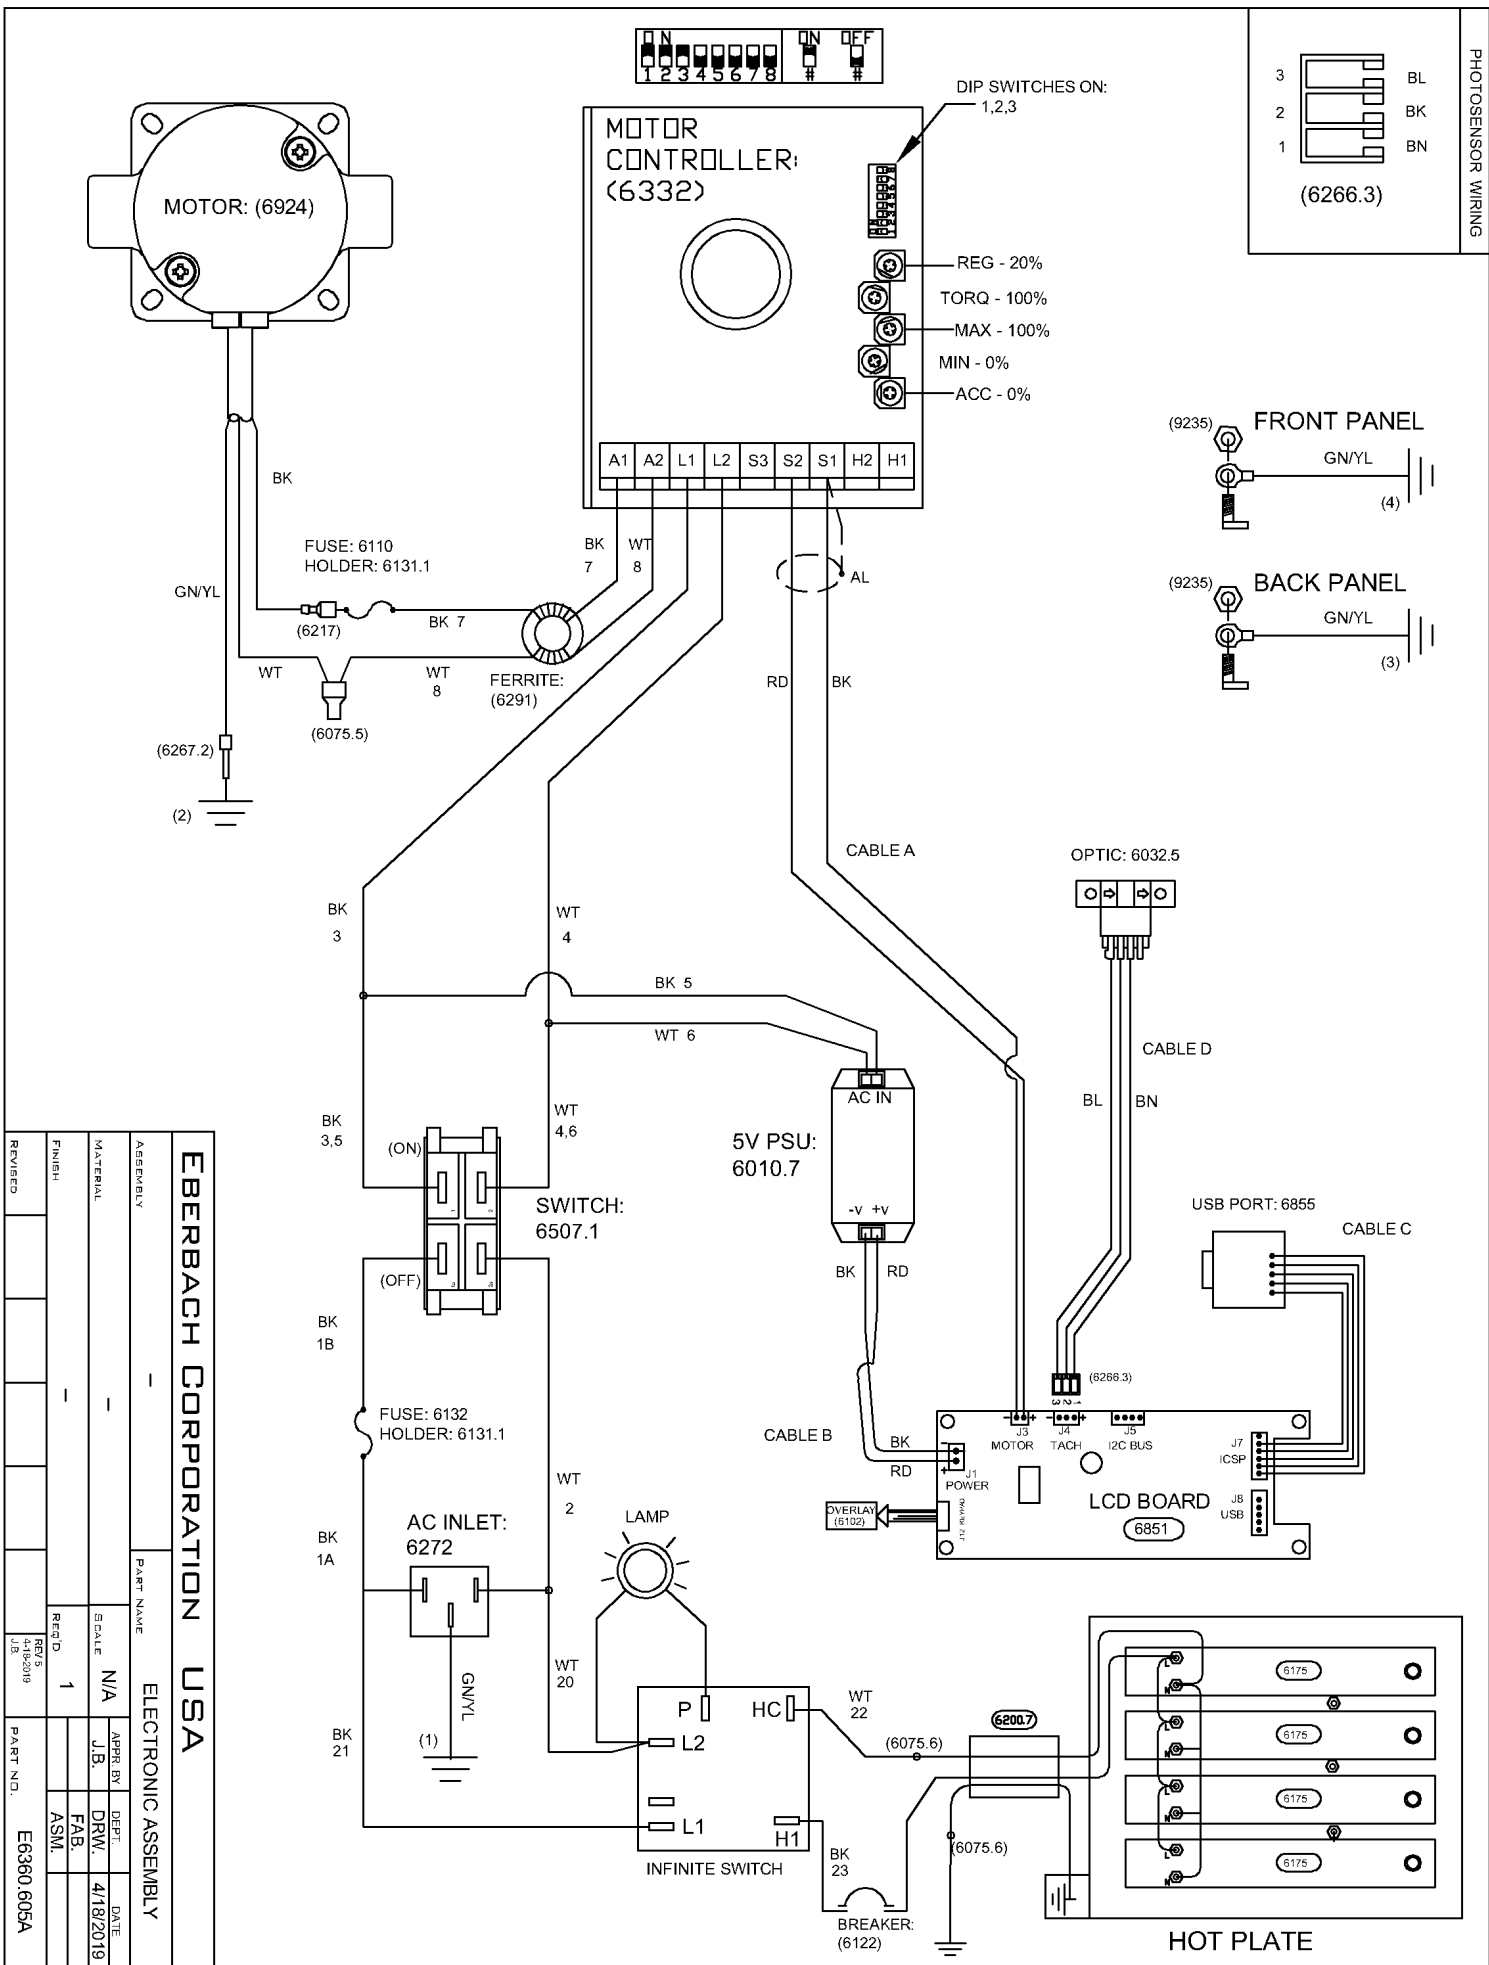 ON
1 2 3 4 5 6 7 8
ON OFF
# #
DIP SWITCHES ON:
1,2,3
MOTOR
CONTROLLER:
(6332)
REG - 20%
TORQ - 100%
MAX - 100%
MIN - 0%
ACC - 0%
A1 A2 L1 L2 S3 S2 S1 H2 H1
PHOTOSENSOR WIRING
3 BL
2 BK
1 BN
(6266.3)
MOTOR: (6924)
(9235) FRONT PANEL
GN/YL
(4)
(9235) BACK PANEL
GN/YL
(3)
BK
FUSE: 6110
HOLDER: 6131.1
GN/YL
(6217)
BK 7
WT
WT
8
(6075.5)
FERRITE:
(6291)
BK
7
WT
8
AL
RD
BK
(6267.2)
(2)
CABLE A
BK
3
WT
4
BK 5
WT 6
BK
3,5
WT
4,6
(ON)
(OFF)
SWITCH:
6507.1
AC IN
5V PSU:
6010.7
-v +v
BK RD
OPTIC: 6032.5
CABLE D
BL BN
USB PORT: 6855
CABLE C
(6266.3)
3 2 1
BK
1B
FUSE: 6132
HOLDER: 6131.1
CABLE B
BK
RD
- +
J3
MOTOR
- +
J4
TACH
J5
I2C BUS
J7
ICSP
J8
USB
-
+
J1
POWER
LCD BOARD
6851
OVERLAY
(6102)
BK
1A
WT
2
AC INLET:
6272
GN/YL
(1)
LAMP
WT
20
BK
21
P
HC
L2
L1
H1
INFINITE SWITCH
WT
22
(6075.6)
6200.7
BK
23
(6075.6)
BREAKER:
(6122)
L
N
6175
L
N
6175
L
N
6175
L
N
6175
HOT PLATE
EBERBACH CORPORATION USA
ASSEMBLY
-
PART NAME
ELECTRONIC ASSEMBLY
MATERIAL
-
SCALE
N/A
APPR. BY
J.B.
DEPT.
DRW.
DATE
4/18/2019
FINISH
-
REQ'D
1
FAB.
ASM.
REVISED
REV 5
4-18-2019
J.B.
PART NO.
E6360.605A